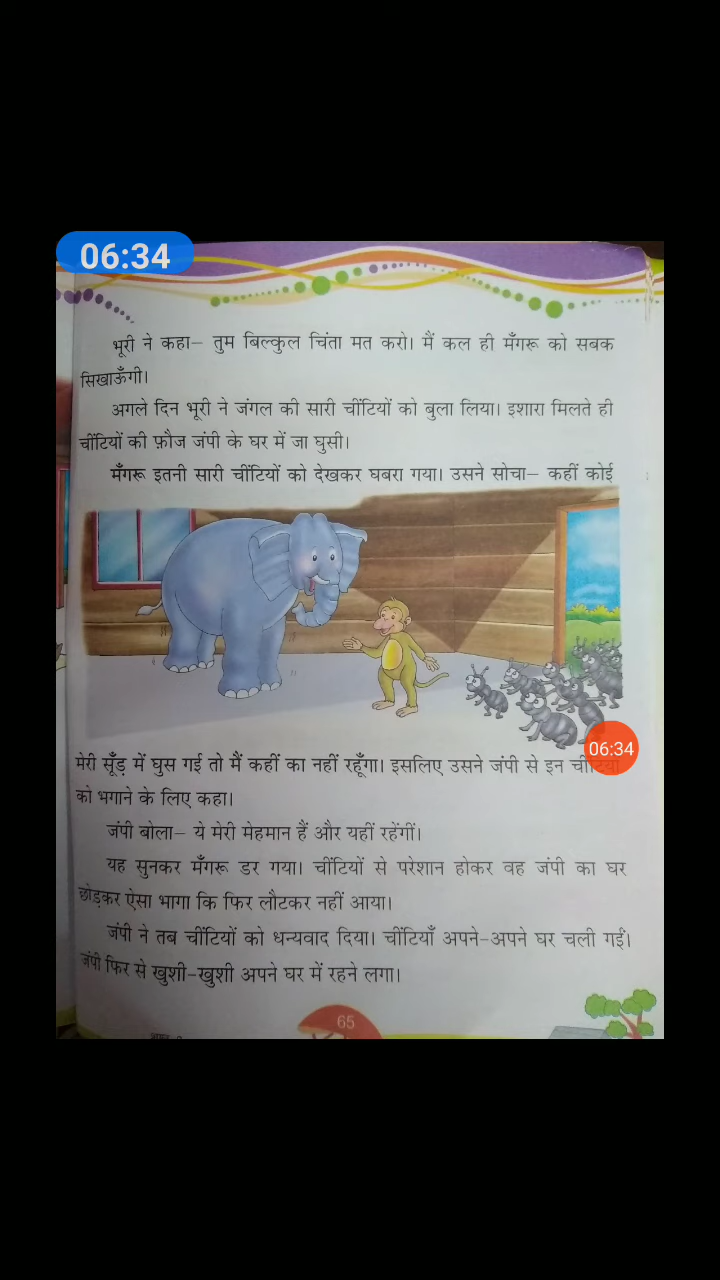 06:34
भूरी ने कहा– तुम बिल्कुल चिंता मत करो। मैं कल ही मँगरू को सबक
सिखाऊँगी।
अगले दिन भूरी ने जंगल की सारी चींटियों को बुला लिया। इशारा मिलते ही
चींटियों की फ़ौज जंपी के घर में जा घुसी।
मँगरू इतनी सारी चींटियों को देखकर घबरा गया। उसने सोचा– कहीं कोई
मेरी सूँड़ में घुस गई तो मैं कहीं का नहीं रहूँगा। इसलिए उसने जंपी से इन
06:34
को भगाने के लिए कहा।
जंपी बोला– ये मेरी मेहमान हैं और यहीं रहेंगीं।
यह सुनकर मँगरू डर गया। चींटियों से परेशान होकर वह जंपी का घर
छोड़कर ऐसा भागा कि फिर लौटकर नहीं आया।
जंपी ने तब चींटियों को धन्यवाद दिया। चींटियाँ अपने-अपने घर चली गईं।
जंपी फिर से खुशी-खुशी अपने घर में रहने लगा।
65